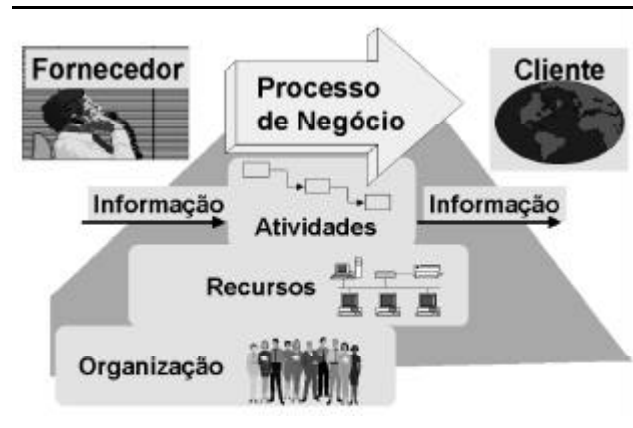 Fornecedor
Processo
de Negócio
Cliente
Informação
Informação
Atividades
Recursos
Organização